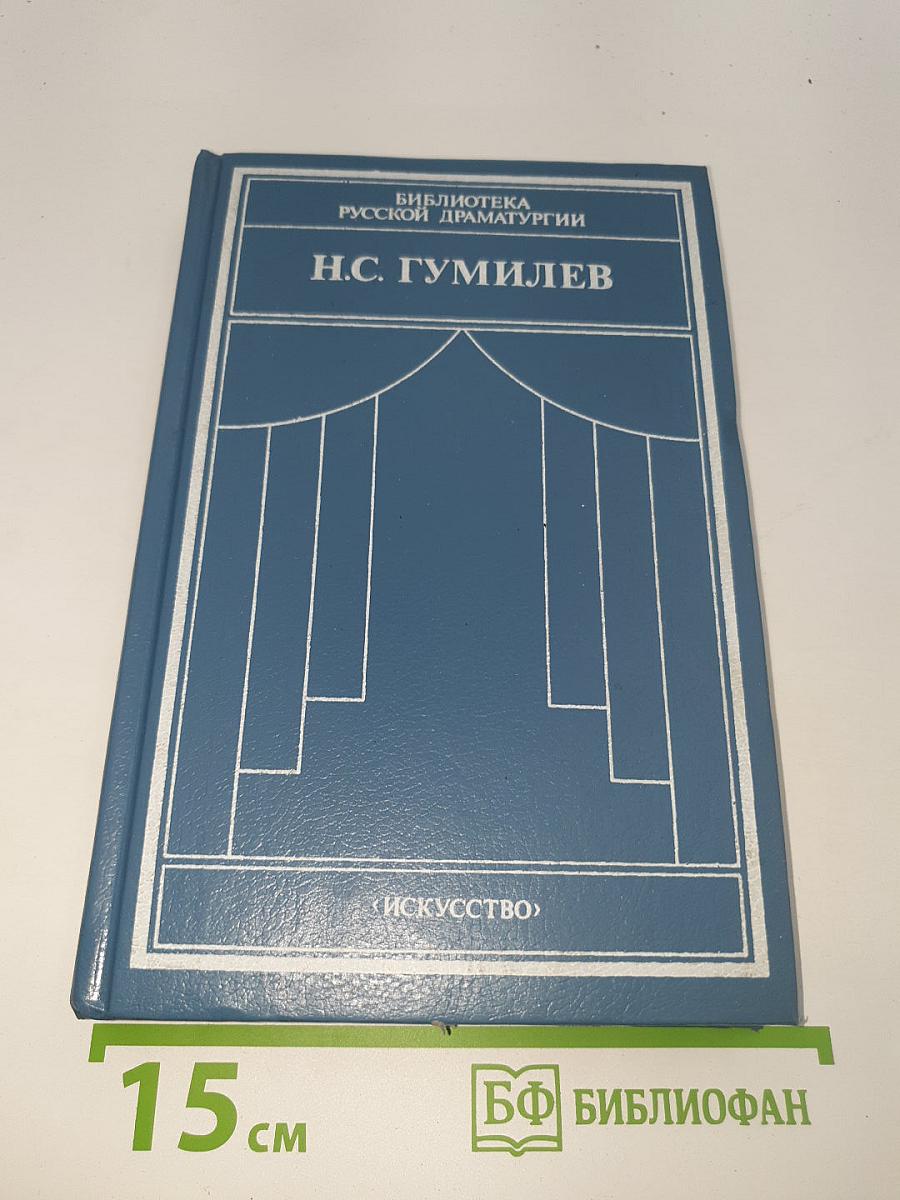 БИБЛИОТЕКА
РУССКОЙ ДРАМАТУРГИИ
Н.С. ГУМИЛЕВ
‹ИСКУССТВО›
15 см
БФ БИБЛИОФАН